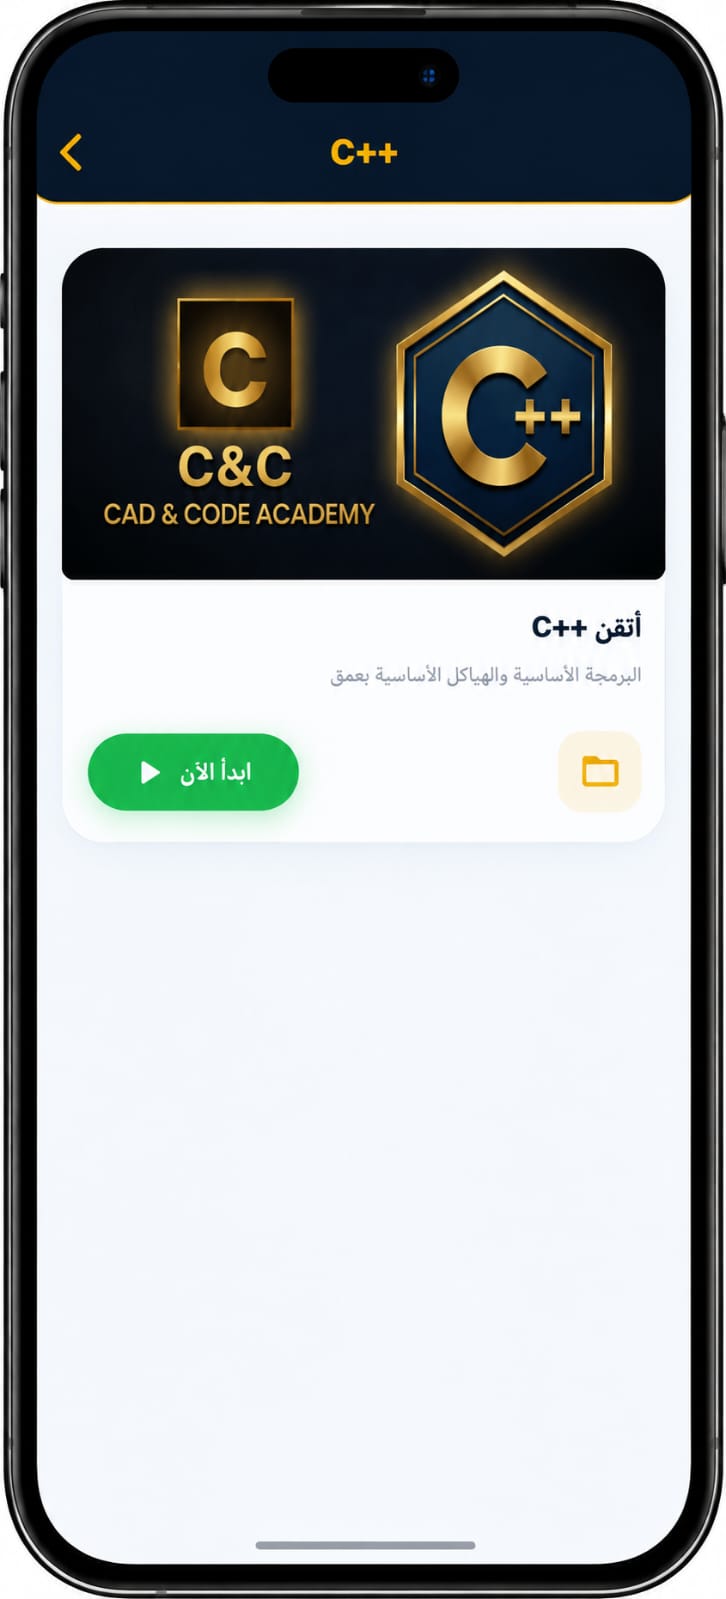 C++
C
C&C
CAD & CODE ACADEMY
C++
أتقن C++
البرمجة الأساسية والهياكل الأساسية بعمق
ابدأ الآن